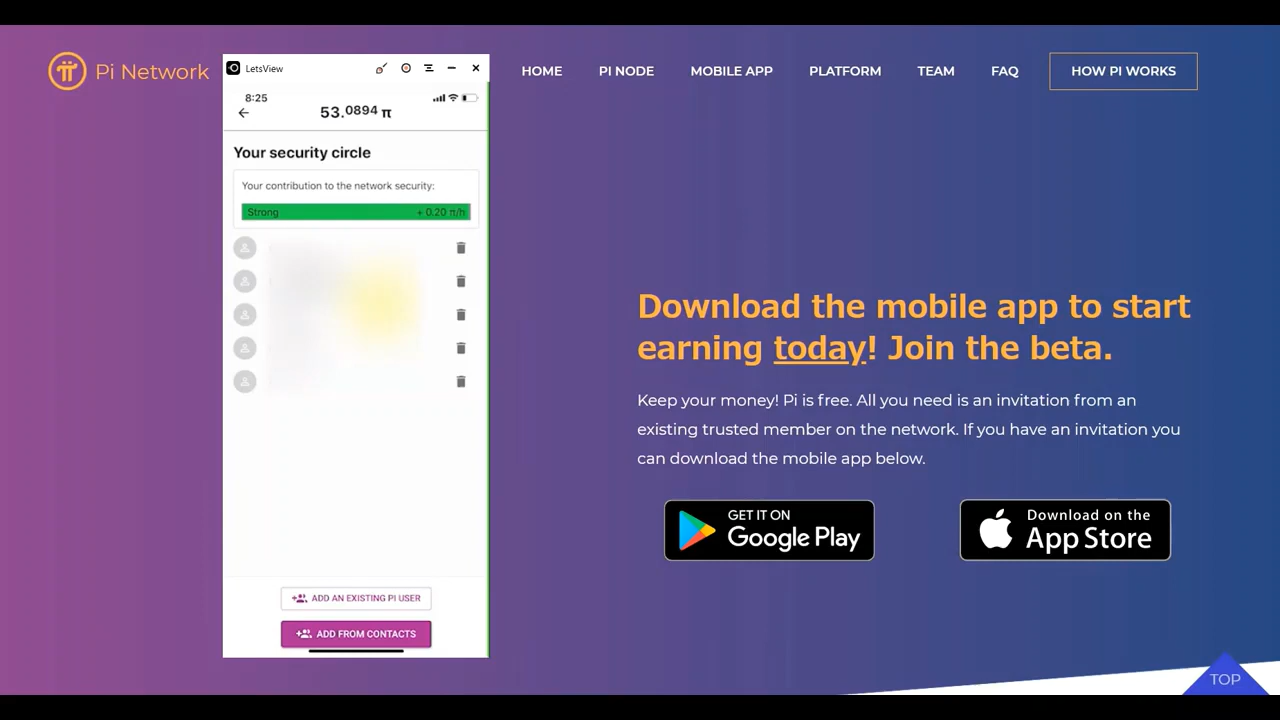 Pi Network
HOME
PI NODE
MOBILE APP
PLATFORM
TEAM
FAQ
HOW PI WORKS
LetsView
8:25
53.0894 π
Your security circle
Your contribution to the network security:
Strong
+ 0.20 π/h
ADD AN EXISTING PI USER
ADD FROM CONTACTS
Download the mobile app to start
earning today! Join the beta.
Keep your money! Pi is free. All you need is an invitation from an
existing trusted member on the network. If you have an invitation you
can download the mobile app below.
GET IT ON
Google Play
Download on the
App Store
TOP